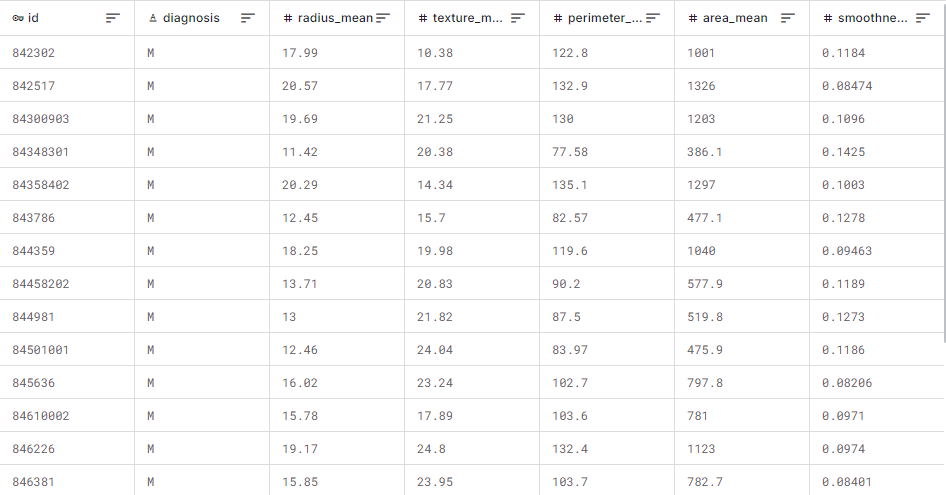 id diagnosis radius_mean texture_m... perimeter_... area_mean smoothne...
842302 M 17.99 10.38 122.8 1001 0.1184
842517 M 20.57 17.77 132.9 1326 0.08474
84300903 M 19.69 21.25 130 1203 0.1096
84348301 M 11.42 20.38 77.58 386.1 0.1425
84358402 M 20.29 14.34 135.1 1297 0.1003
843786 M 12.45 15.7 82.57 477.1 0.1278
844359 M 18.25 19.98 119.6 1040 0.09463
84458202 M 13.71 20.83 90.2 577.9 0.1189
844981 M 13 21.82 87.5 519.8 0.1273
84501001 M 12.46 24.04 83.97 475.9 0.1186
845636 M 16.02 23.24 102.7 797.8 0.08206
84610002 M 15.78 17.89 103.6 781 0.0971
846226 M 19.17 24.8 132.4 1123 0.0974
846381 M 15.85 23.95 103.7 782.7 0.08401